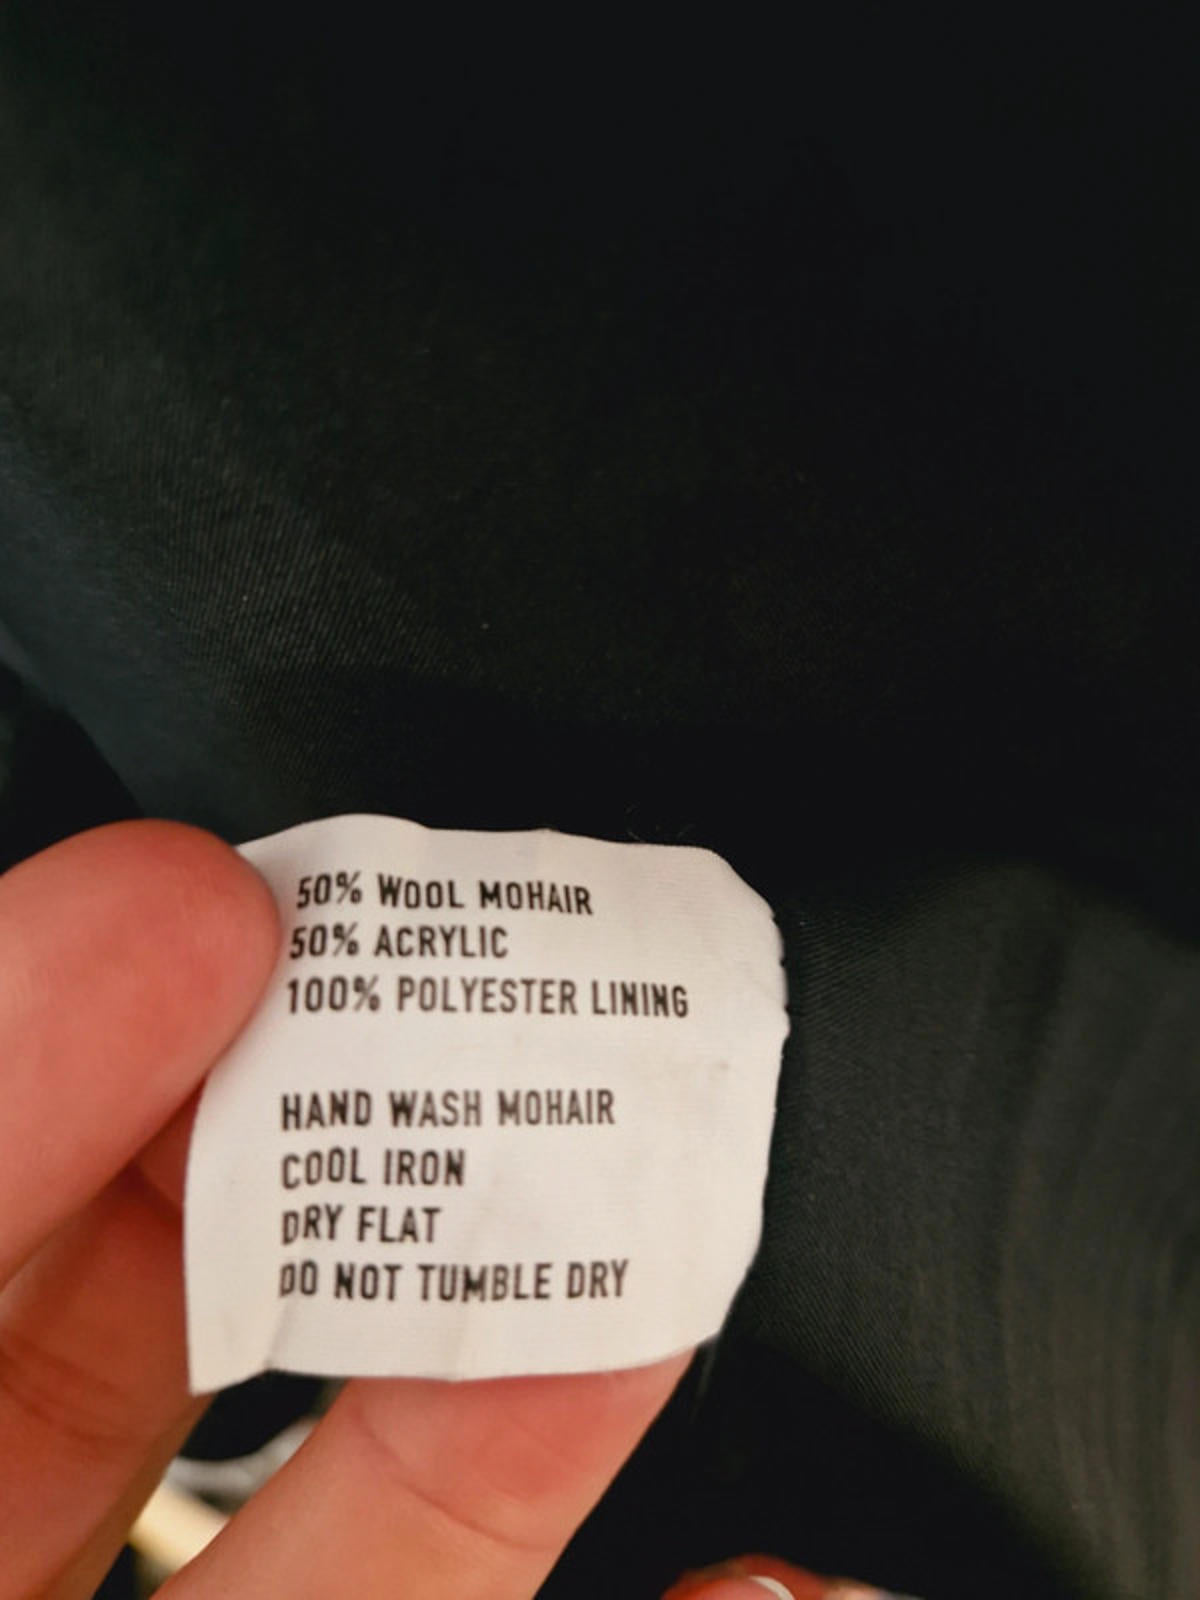 50% WOOL MOHAIR
50% ACRYLIC
100% POLYESTER LINING
HAND WASH MOHAIR
COOL IRON
DRY FLAT
DO NOT TUMBLE DRY